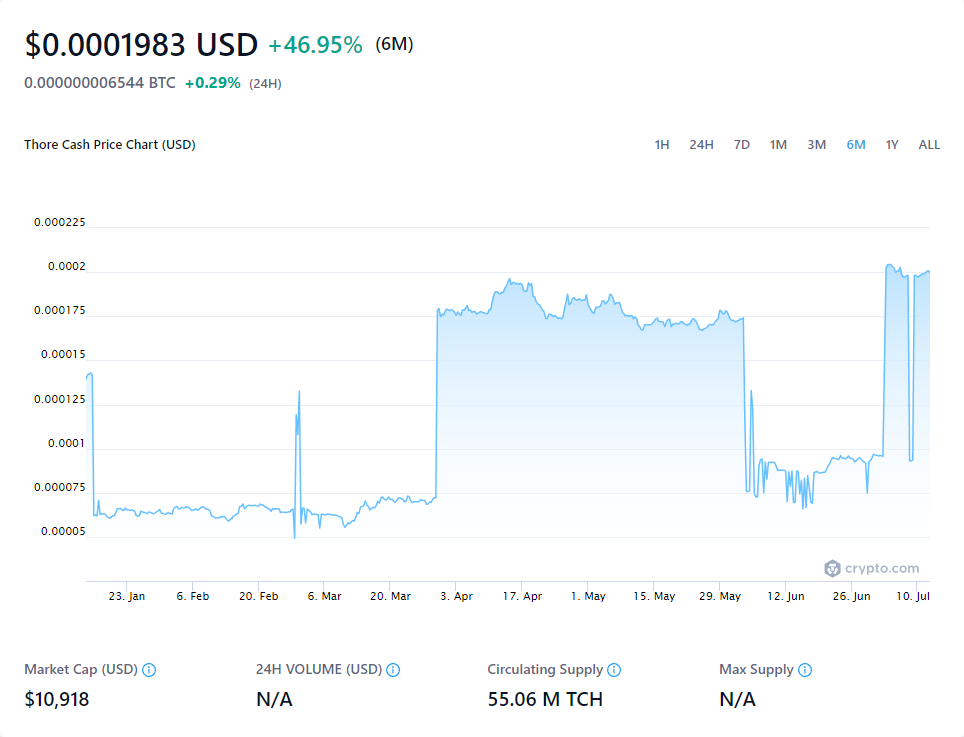 $0.0001983 USD +46.95% (6M)
0.000000006544 BTC +0.29% (24H)
Thore Cash Price Chart (USD) 1H 24H 7D 1M 3M 6M 1Y ALL
0.000225
0.0002
0.000175
0.00015
0.000125
0.0001
0.000075
0.00005
crypto.com
23. Jan 6. Feb 20. Feb 6. Mar 20. Mar 3. Apr 17. Apr 1. May 15. May 29. May 12. Jun 26. Jun 10. Jul
Market Cap (USD) 24H VOLUME (USD) Circulating Supply Max Supply
$10,918 N/A 55.06 M TCH N/A